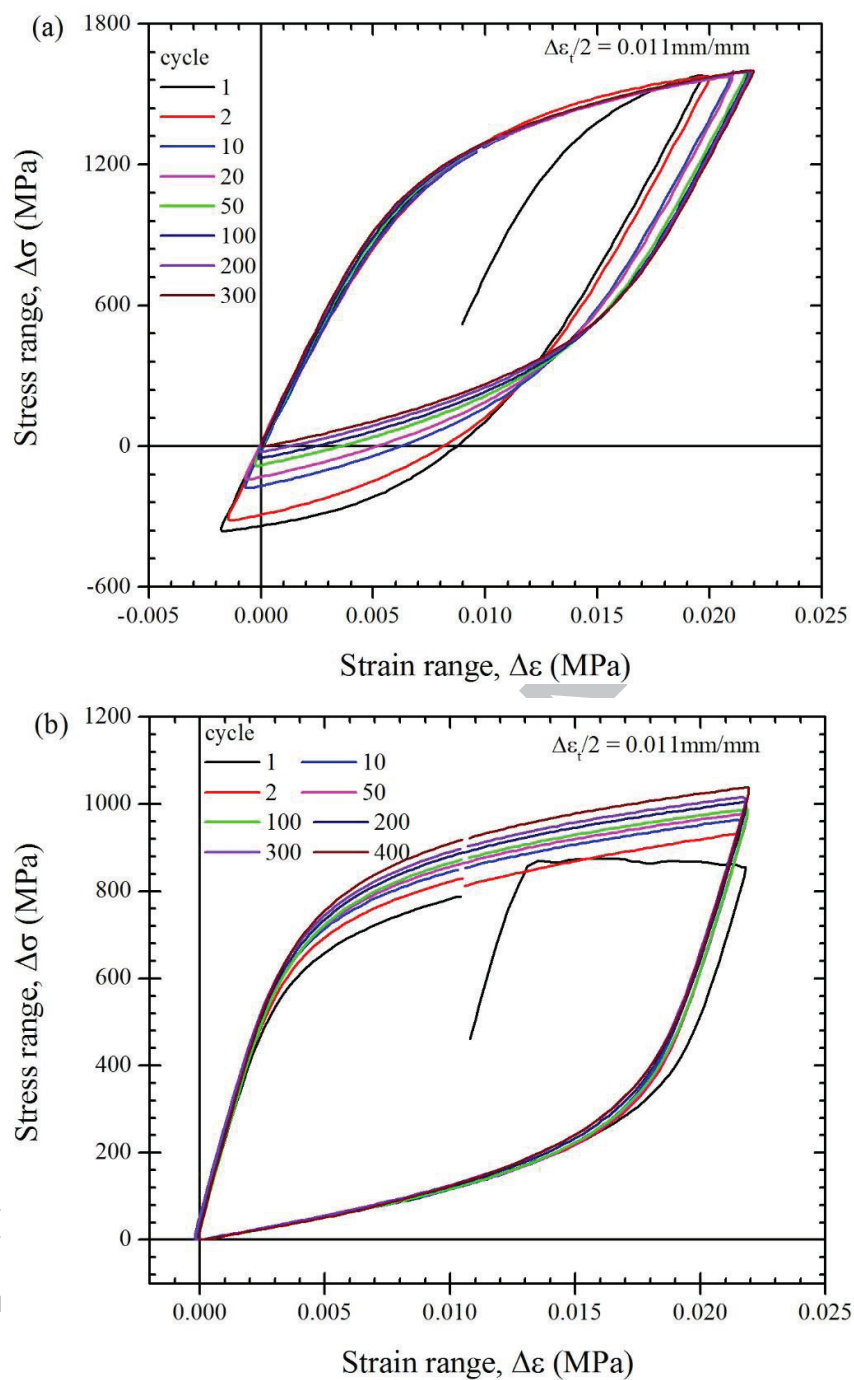 (a)
1800
1200
600
0
-600
Stress range, Δσ (MPa)
cycle
1
2
10
20
50
100
200
300
Δεt/2 = 0.011mm/mm
-0.005 0.000 0.005 0.010 0.015 0.020 0.025
Strain range, Δε (MPa)
(b)
1200
1000
800
600
400
200
0
Stress range, Δσ (MPa)
cycle
1 10
2 50
100 200
300 400
Δεt/2 = 0.011mm/mm
0.000 0.005 0.010 0.015 0.020 0.025
Strain range, Δε (MPa)